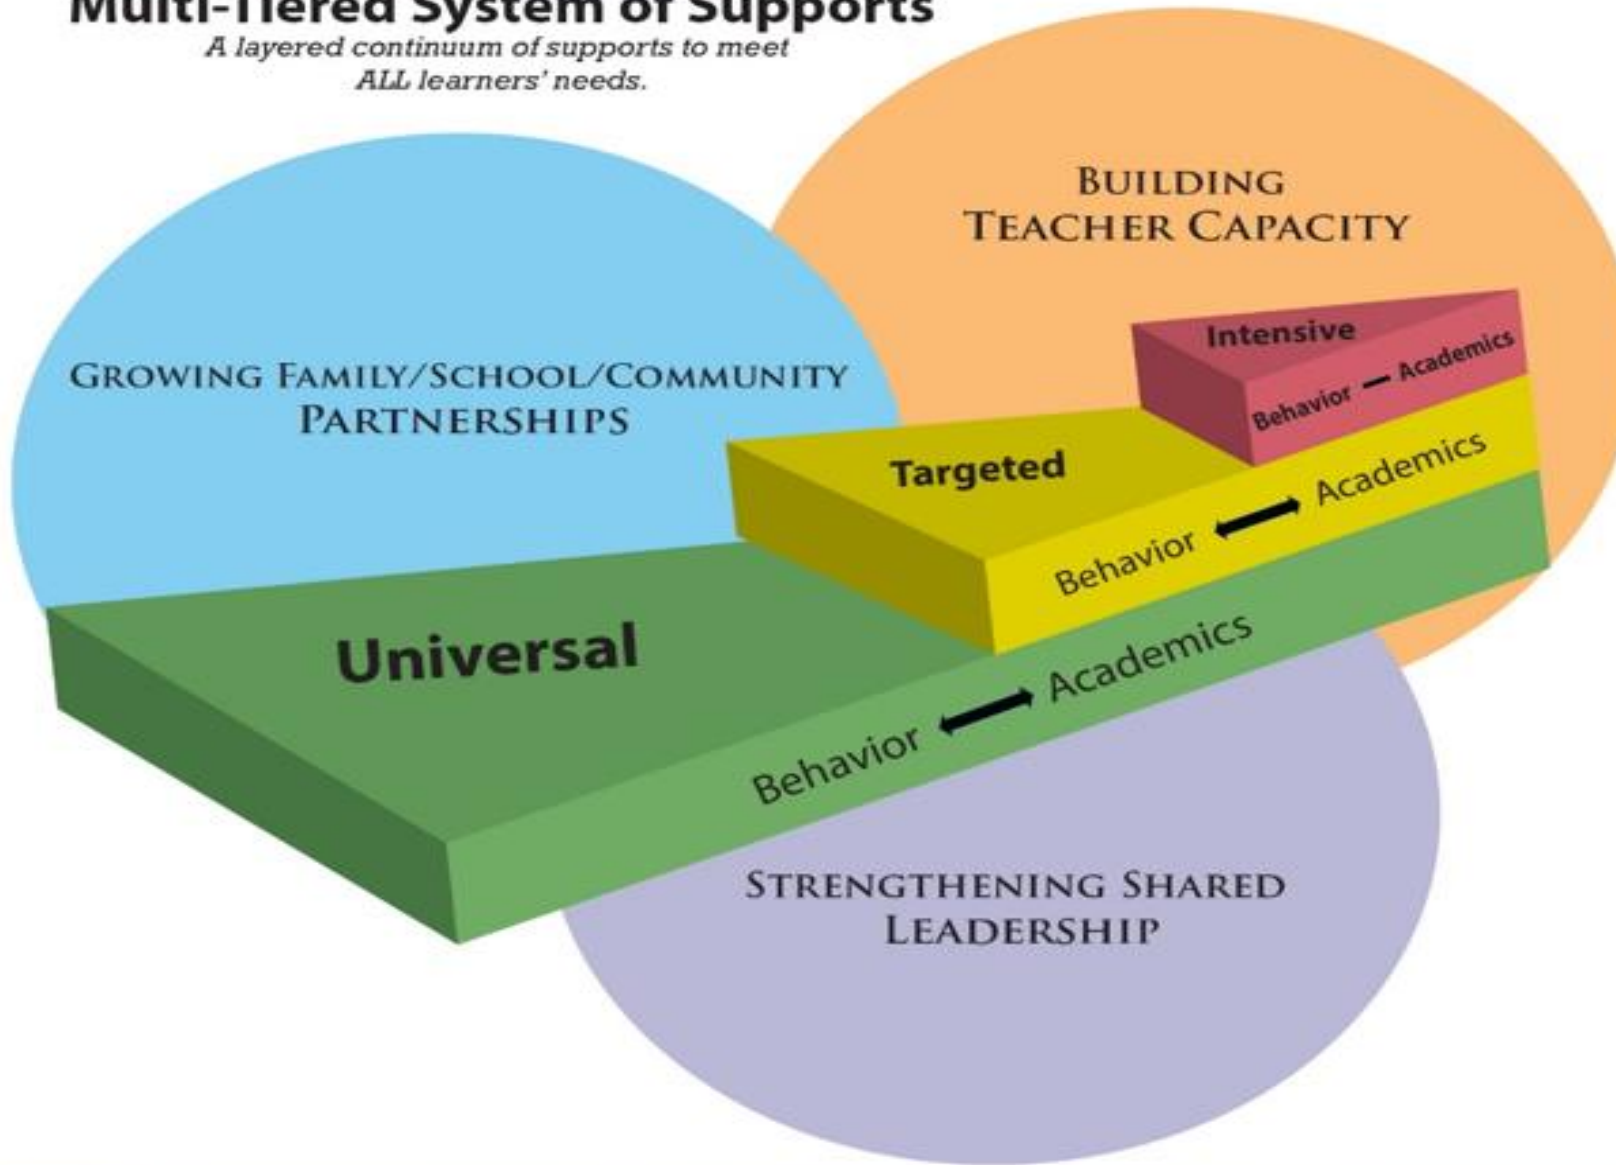 Multi-Tiered System of Supports
A layered continuum of supports to meet
ALL learners' needs.
BUILDING
TEACHER CAPACITY
GROWING FAMILY/SCHOOL/COMMUNITY
PARTNERSHIPS
Intensive
Behavior — Academics
Targeted
Behavior ↔ Academics
Universal
Behavior ↔ Academics
STRENGTHENING SHARED
LEADERSHIP